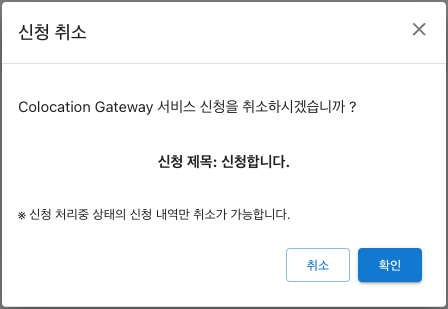 신청 취소
Colocation Gateway 서비스 신청을 취소하시겠습니까 ?
신청 제목: 신청합니다.
※ 신청 처리중 상태의 신청 내역만 취소가 가능합니다.
취소
확인